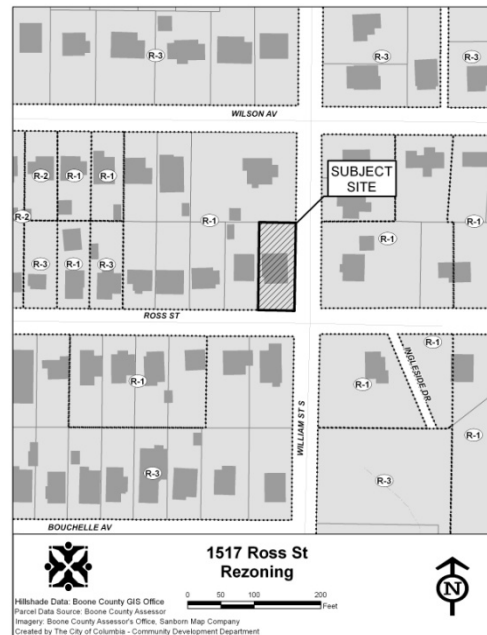 R-3
R-3
R-3
WILSON AV
SUBJECT
SITE
R-2
R-1
R-1
R-2
R-1
R-1
R-1
R-3
R-1
R-3
ROSS ST
R-1
R-1
R-1
INGLESIDE DR
R-1
WILLIAM ST S
R-3
R-3
BOUCHELLE AV
1517 Ross St
Rezoning
0 100 200
Feet
N
Hillshade Data: Boone County GIS Office
Parcel Data Source: Boone County Assessor
Imagery: Boone County Assessor's Office, Sanborn Map Company
Created by The City of Columbia - Community Development Department